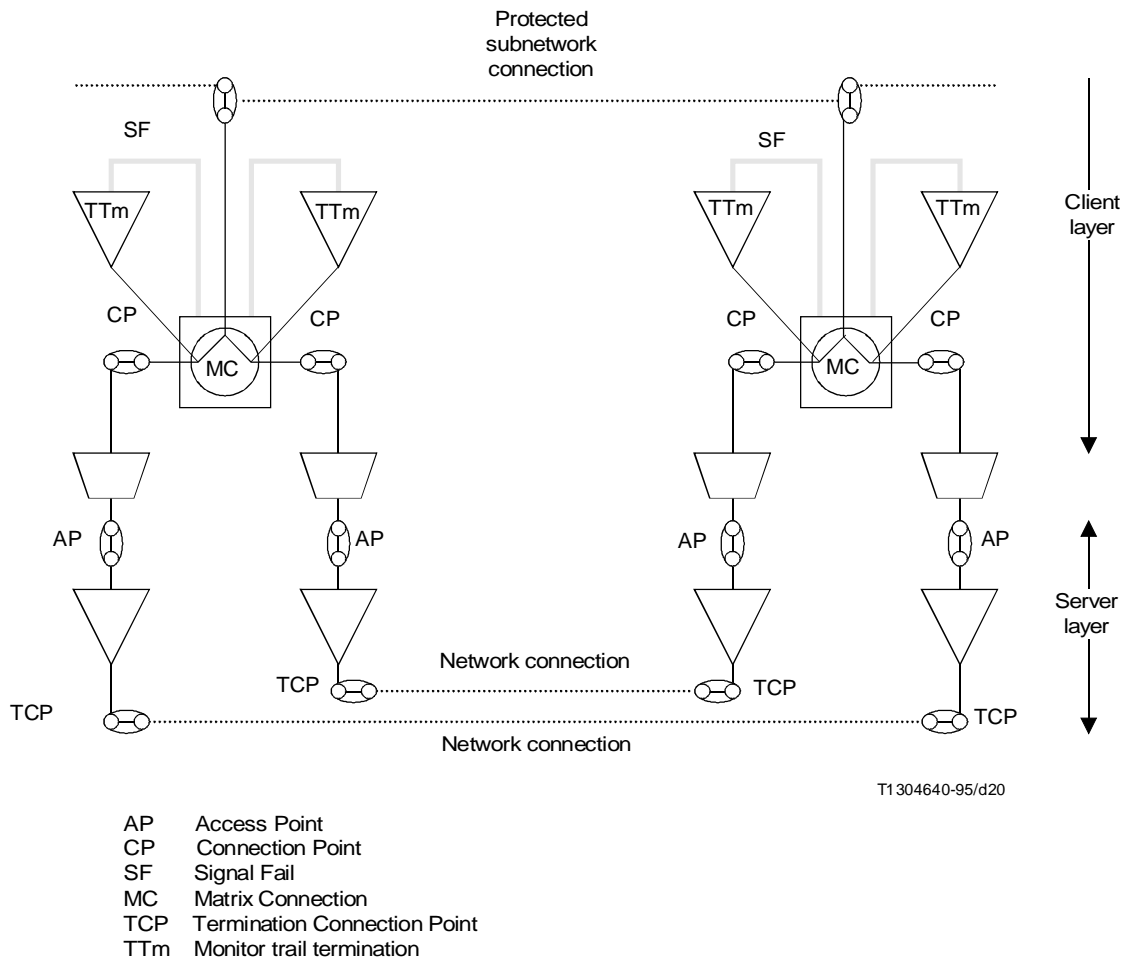 Protected
subnetwork
connection
SF
SF
TTm
TTm
TTm
TTm
Client
layer
CP
CP
CP
CP
MC
MC
AP
AP
AP
AP
Server
layer
Network connection
TCP
TCP
TCP
TCP
Network connection
T1304640-95/d20
AP Access Point
CP Connection Point
SF Signal Fail
MC Matrix Connection
TCP Termination Connection Point
TTm Monitor trail termination